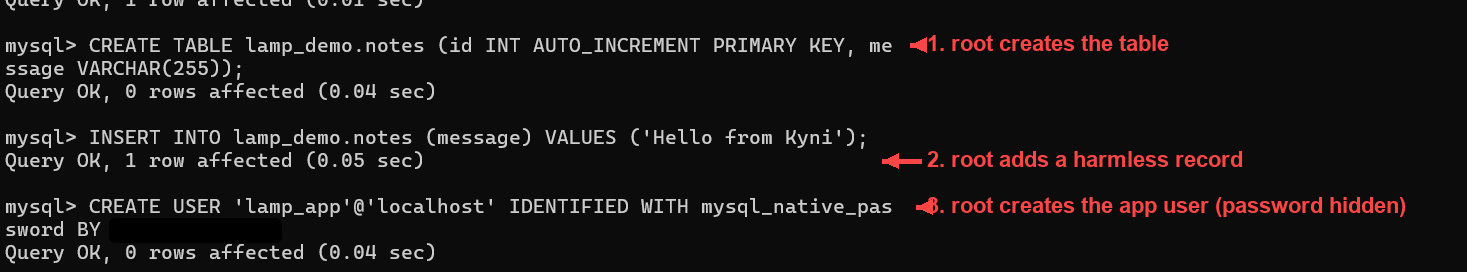 Query OK, 1 row affected (0.01 sec)
mysql> CREATE TABLE lamp_demo.notes (id INT AUTO_INCREMENT PRIMARY KEY, me
1. root creates the table
ssage VARCHAR(255));
Query OK, 0 rows affected (0.04 sec)
mysql> INSERT INTO lamp_demo.notes (message) VALUES ('Hello from Kyni');
Query OK, 1 row affected (0.05 sec)
2. root adds a harmless record
mysql> CREATE USER 'lamp_app'@'localhost' IDENTIFIED WITH mysql_native_pas
3. root creates the app user (password hidden)
sword BY
Query OK, 0 rows affected (0.04 sec)